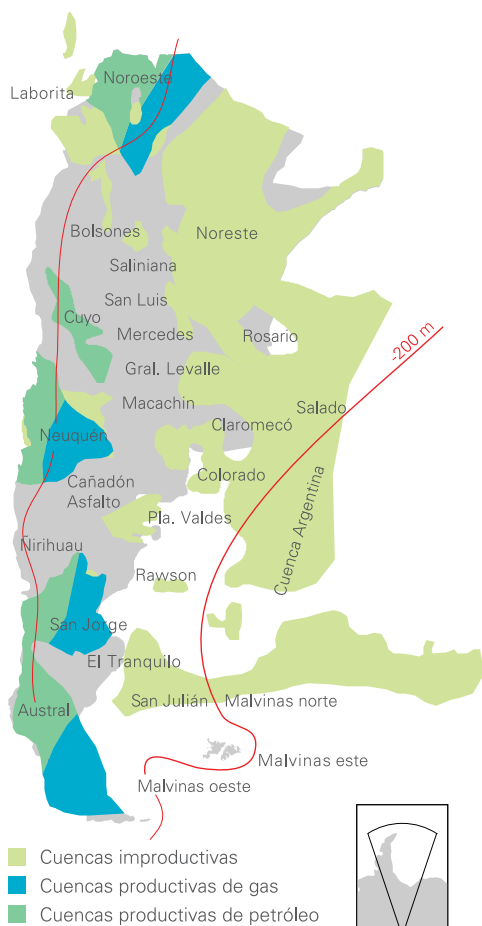 Noroeste
Laborita
Bolsones
Noreste
Saliniana
San Luis
Cuyo
Mercedes
Rosario
-200 m
Gral. Levalle
Macachin
Salado
Claromecó
Neuquén
Colorado
Cañadón
Asfalto
Pla. Valdes
Cuenca Argentina
Ñirihuau
Rawson
San Jorge
El Tranquilo
San Julián
Malvinas norte
Austral
Malvinas este
Malvinas oeste
Cuencas improductivas
Cuencas productivas de gas
Cuencas productivas de petróleo